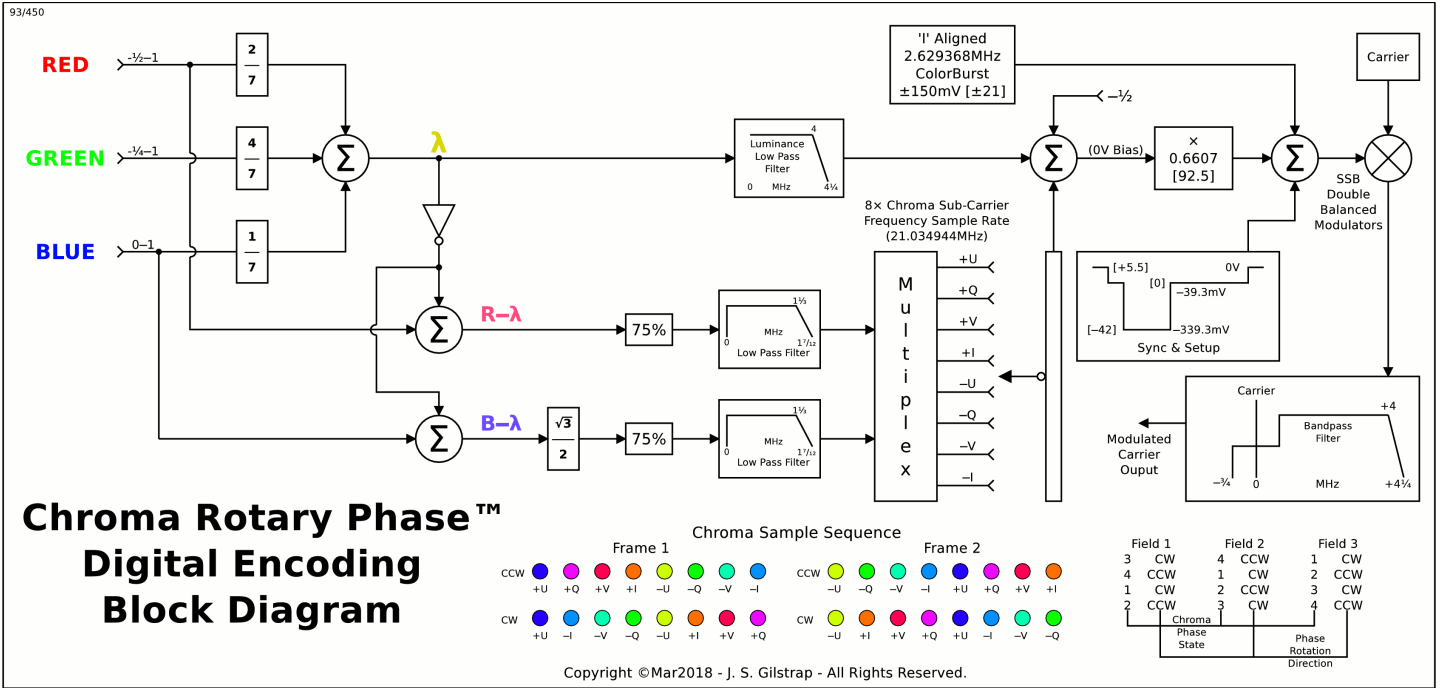 93/450
RED
-½–1
2
7
GREEN
-¼–1
4
7
BLUE
0–1
1
7
Σ
λ
Luminance
Low Pass
Filter
4
0 MHz 4¼
'I' Aligned
2.629368MHz
ColorBurst
±150mV [±21]
–½
Σ
(0V Bias)
×
0.6607
[92.5]
Σ
Carrier
SSB
Double
Balanced
Modulators
8× Chroma Sub-Carrier
Frequency Sample Rate
(21.034944MHz)
Multiplex
+U
+Q
+V
+I
–U
–Q
–V
–I
[+5.5]
0V
[0]
–39.3mV
[–42]
–339.3mV
Sync & Setup
Σ
R–λ
75%
1⅓
MHz
0 1⁷/₁₂
Low Pass Filter
Σ
B–λ
√3
2
75%
1⅓
MHz
0 1⁷/₁₂
Low Pass Filter
Carrier
+4
Bandpass
Filter
–¾ 0 MHz +4¼
Modulated
Carrier
Ouput
Chroma Rotary Phase™
Digital Encoding
Block Diagram
Chroma Sample Sequence
Frame 1 Frame 2
CCW CCW
+U +Q +V +I –U –Q –V –I –U –Q –V –I +U +Q +V +I
CW CW
+U –I –V –Q –U +I +V +Q –U +I +V +Q +U –I –V –Q
Field 1 Field 2 Field 3
3 CW 4 CCW 1 CW
4 CCW 1 CW 2 CCW
1 CW 2 CCW 3 CW
2 CCW 3 CW 4 CCW
Chroma
Phase
State
Phase
Rotation
Direction
Copyright ©Mar2018 - J. S. Gilstrap - All Rights Reserved.